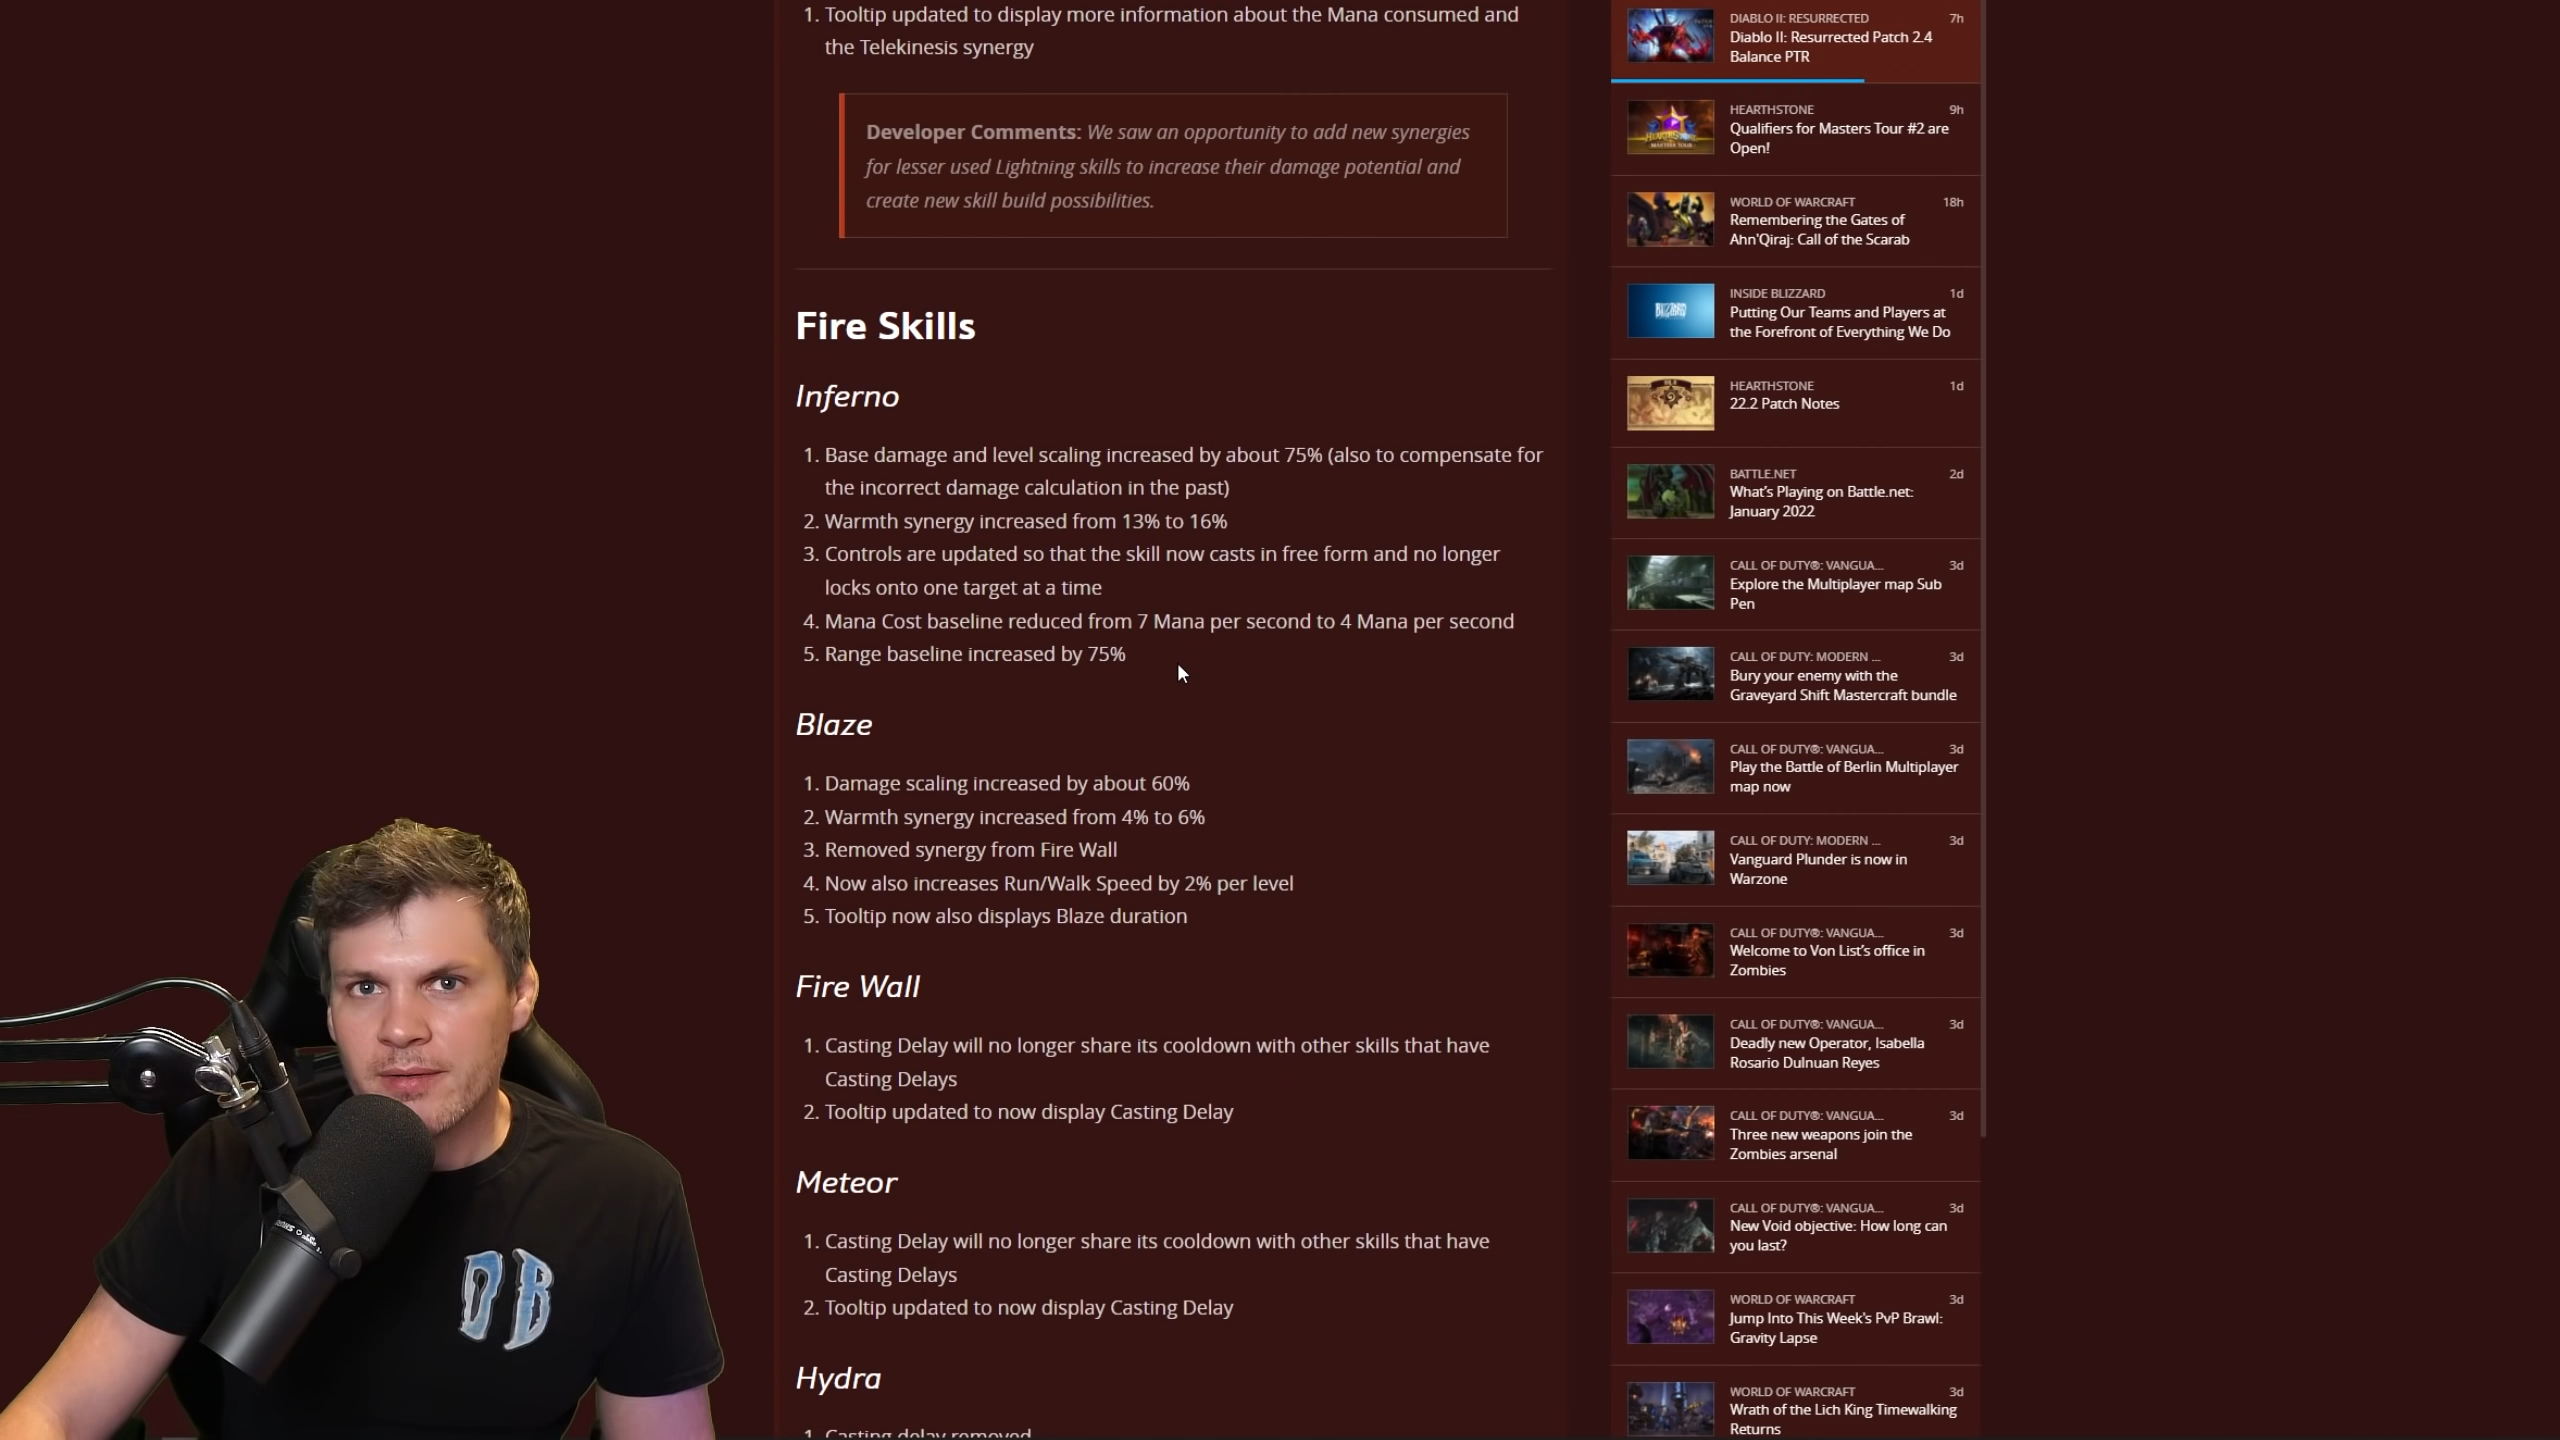 1. Tooltip updated to display more information about the Mana consumed and
the Telekinesis synergy
Developer Comments: We saw an opportunity to add new synergies
for lesser used Lightning skills to increase their damage potential and
create new skill build possibilities.
Fire Skills
Inferno
1. Base damage and level scaling increased by about 75% (also to compensate for
the incorrect damage calculation in the past)
2. Warmth synergy increased from 13% to 16%
3. Controls are updated so that the skill now casts in free form and no longer
locks onto one target at a time
4. Mana Cost baseline reduced from 7 Mana per second to 4 Mana per second
5. Range baseline increased by 75%
Blaze
1. Damage scaling increased by about 60%
2. Warmth synergy increased from 4% to 6%
3. Removed synergy from Fire Wall
4. Now also increases Run/Walk Speed by 2% per level
5. Tooltip now also displays Blaze duration
Fire Wall
1. Casting Delay will no longer share its cooldown with other skills that have
Casting Delays
2. Tooltip updated to now display Casting Delay
Meteor
1. Casting Delay will no longer share its cooldown with other skills that have
Casting Delays
2. Tooltip updated to now display Casting Delay
Hydra
1. Casting delay removed
DIABLO II: RESURRECTED 7h
Diablo II: Resurrected Patch 2.4
Balance PTR
HEARTHSTONE 9h
Qualifiers for Masters Tour #2 are
Open!
WORLD OF WARCRAFT 18h
Remembering the Gates of
Ahn'Qiraj: Call of the Scarab
BLIZZARD
INSIDE BLIZZARD 1d
Putting Our Teams and Players at
the Forefront of Everything We Do
HEARTHSTONE 1d
22.2 Patch Notes
BATTLE.NET 2d
What's Playing on Battle.net:
January 2022
CALL OF DUTY®: VANGUA... 3d
Explore the Multiplayer map Sub
Pen
CALL OF DUTY: MODERN ... 3d
Bury your enemy with the
Graveyard Shift Mastercraft bundle
CALL OF DUTY®: VANGUA... 3d
Play the Battle of Berlin Multiplayer
map now
CALL OF DUTY: MODERN ... 3d
Vanguard Plunder is now in
Warzone
CALL OF DUTY®: VANGUA... 3d
Welcome to Von List's office in
Zombies
CALL OF DUTY®: VANGUA... 3d
Deadly new Operator, Isabella
Rosario Dulnuan Reyes
CALL OF DUTY®: VANGUA... 3d
Three new weapons join the
Zombies arsenal
CALL OF DUTY®: VANGUA... 3d
New Void objective: How long can
you last?
WORLD OF WARCRAFT 3d
Jump Into This Week's PvP Brawl:
Gravity Lapse
WORLD OF WARCRAFT 3d
Wrath of the Lich King Timewalking
Returns
DB